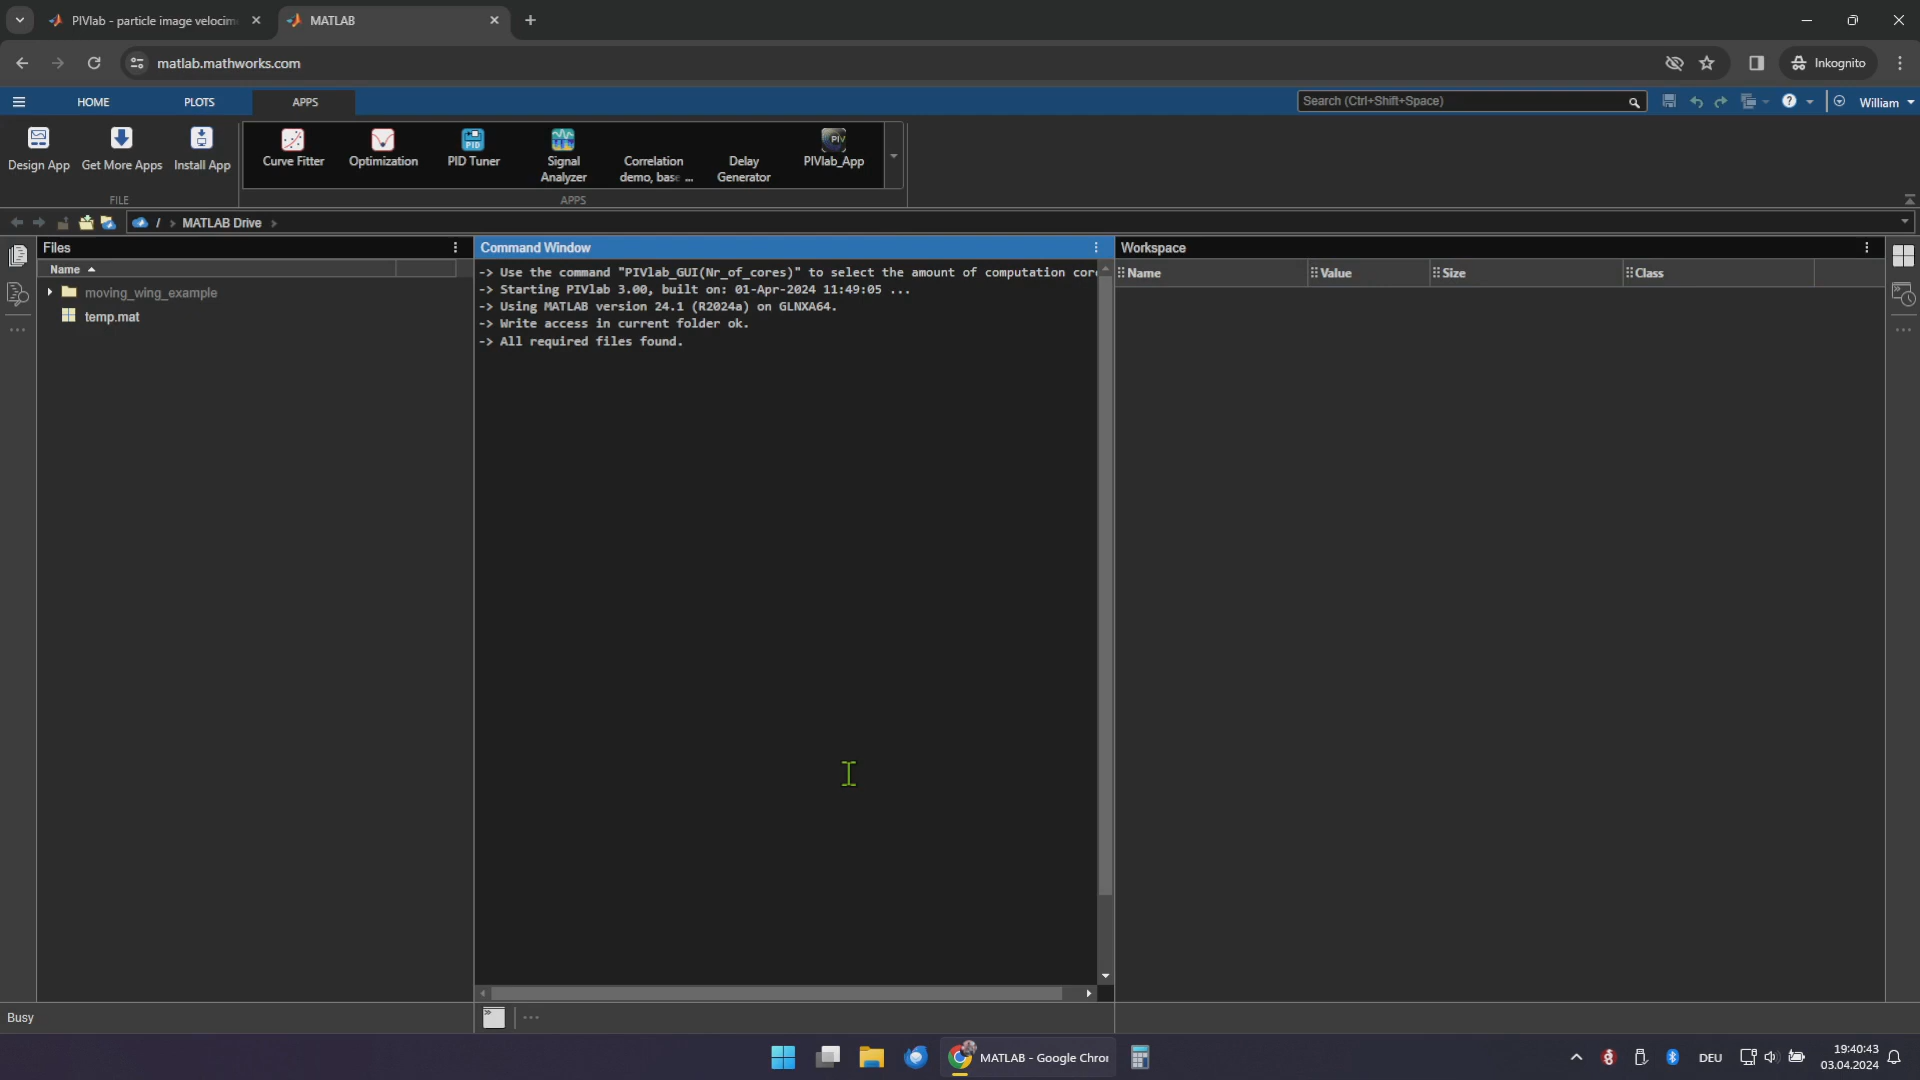 PIVlab - particle image velocim
MATLAB
matlab.mathworks.com
Inkognito
HOME
PLOTS
APPS
Search (Ctrl+Shift+Space)
William
Design App
Get More Apps
Install App
Curve Fitter
Optimization
PID Tuner
Signal
Analyzer
Correlation
demo, base ...
Delay
Generator
PIVlab_App
FILE
APPS
/ > MATLAB Drive >
Files
Name
moving_wing_example
temp.mat
Command Window
-> Use the command "PIVlab_GUI(Nr_of_cores)" to select the amount of computation core
-> Starting PIVlab 3.00, built on: 01-Apr-2024 11:49:05 ...
-> Using MATLAB version 24.1 (R2024a) on GLNXA64.
-> Write access in current folder ok.
-> All required files found.
Workspace
Name
Value
Size
Class
Busy
MATLAB - Google Chror
DEU
19:40:43
03.04.2024